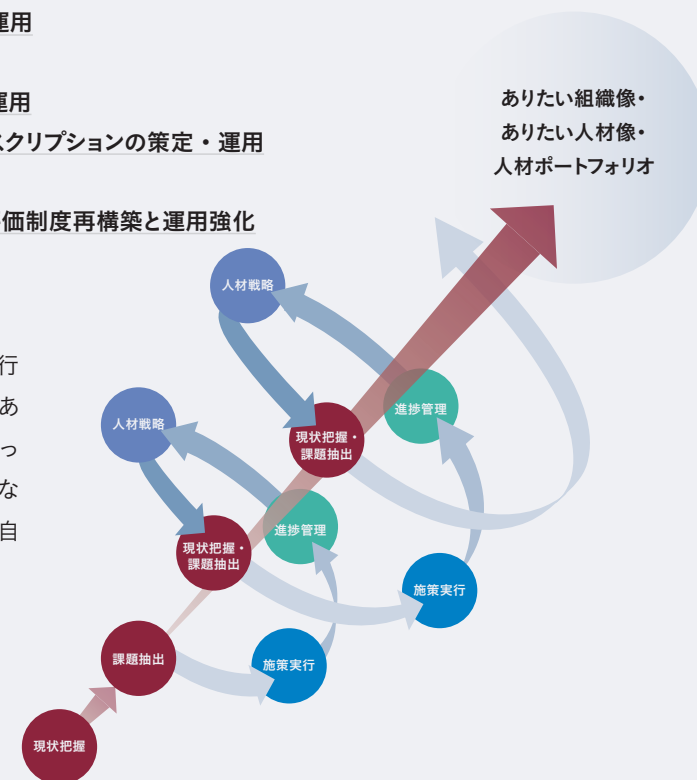 運用
運用
スクリプションの策定・運用
価制度再構築と運用強化
行
あ
っ
な
自
ありたい組織像・
ありたい人材像・
人材ポートフォリオ
人材戦略
進捗管理
現状把握・
課題抽出
人材戦略
進捗管理
現状把握・
課題抽出
施策実行
課題抽出
施策実行
現状把握